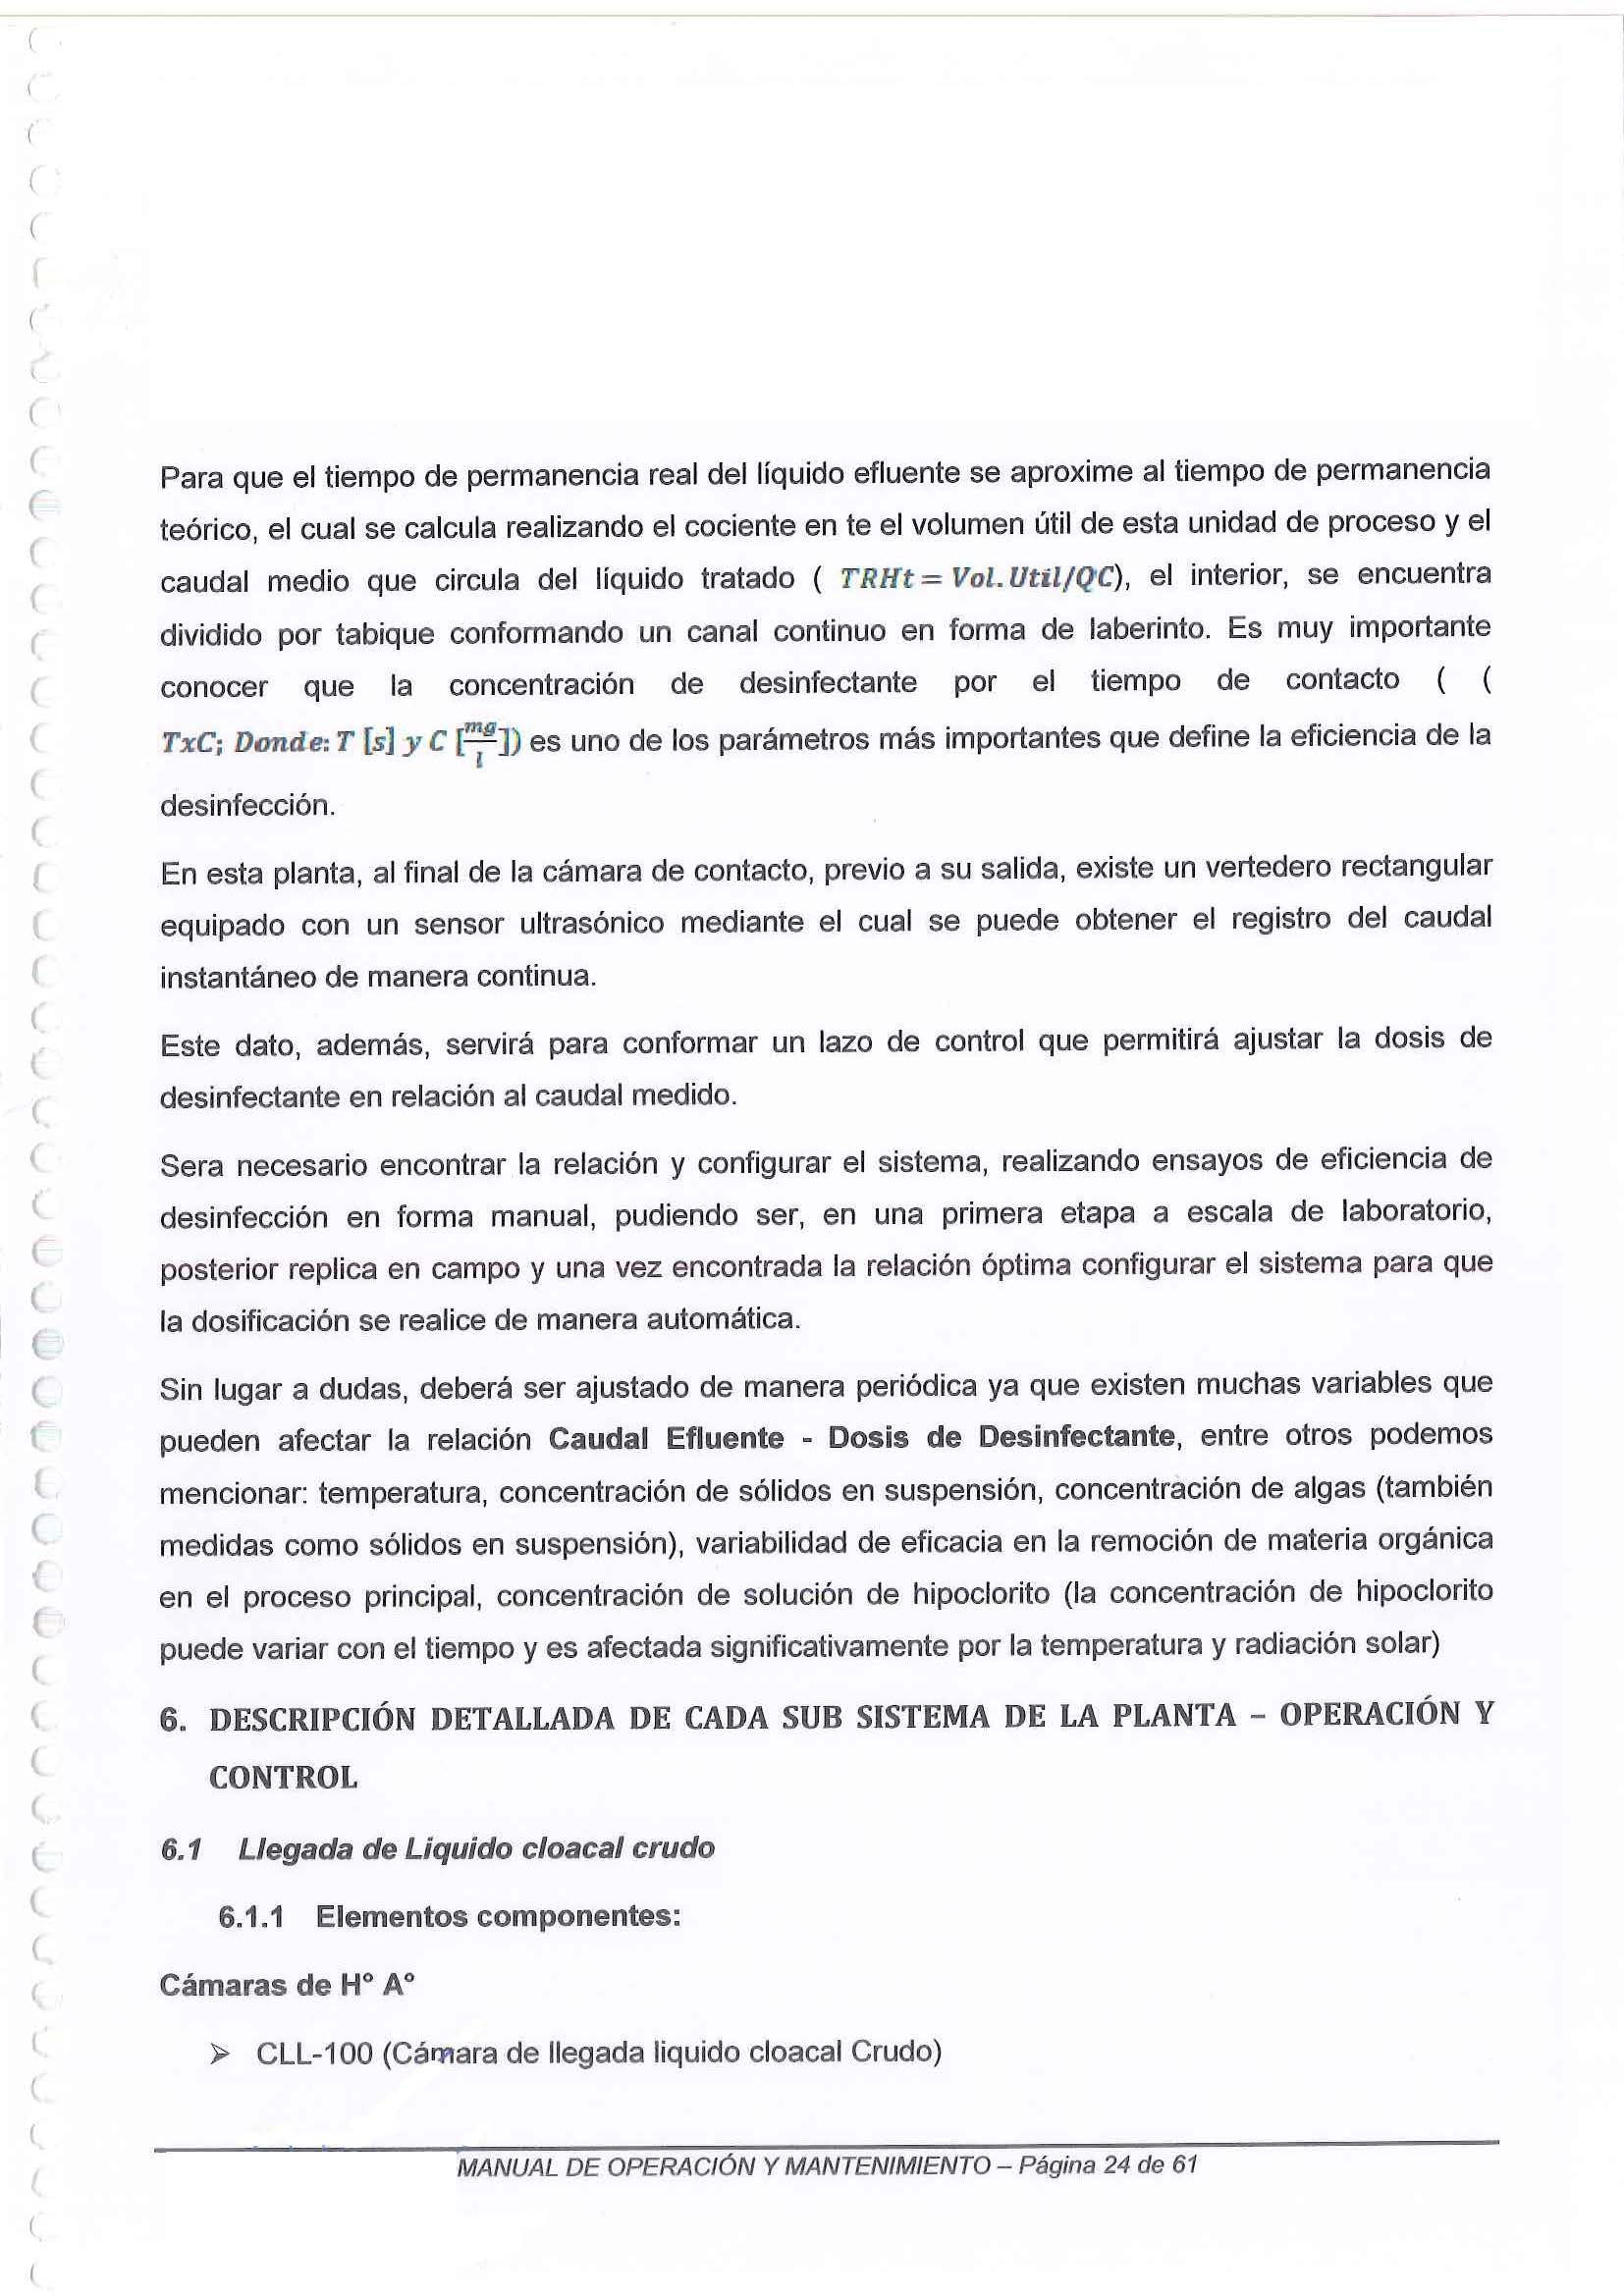 Para que el tiempo de permanencia real del líquido efluente se aproxime al tiempo de permanencia
teórico, el cual se calcula realizando el cociente en te el volumen útil de esta unidad de proceso y el
caudal medio que circula del líquido tratado ( TRHt = Vol. Util/QC), el interior, se encuentra
dividido por tabique conformando un canal continuo en forma de laberinto. Es muy importante
conocer que la concentración de desinfectante por el tiempo de contacto ( (
TxC; Donde: T [s] y C [mg/l]) es uno de los parámetros más importantes que define la eficiencia de la
desinfección.
En esta planta, al final de la cámara de contacto, previo a su salida, existe un vertedero rectangular
equipado con un sensor ultrasónico mediante el cual se puede obtener el registro del caudal
instantáneo de manera continua.
Este dato, además, servirá para conformar un lazo de control que permitirá ajustar la dosis de
desinfectante en relación al caudal medido.
Sera necesario encontrar la relación y configurar el sistema, realizando ensayos de eficiencia de
desinfección en forma manual, pudiendo ser, en una primera etapa a escala de laboratorio,
posterior replica en campo y una vez encontrada la relación óptima configurar el sistema para que
la dosificación se realice de manera automática.
Sin lugar a dudas, deberá ser ajustado de manera periódica ya que existen muchas variables que
pueden afectar la relación Caudal Efluente - Dosis de Desinfectante, entre otros podemos
mencionar: temperatura, concentración de sólidos en suspensión, concentración de algas (también
medidas como sólidos en suspensión), variabilidad de eficacia en la remoción de materia orgánica
en el proceso principal, concentración de solución de hipoclorito (la concentración de hipoclorito
puede variar con el tiempo y es afectada significativamente por la temperatura y radiación solar)
6. DESCRIPCIÓN DETALLADA DE CADA SUB SISTEMA DE LA PLANTA – OPERACIÓN Y
CONTROL
6.1 Llegada de Liquido cloacal crudo
6.1.1 Elementos componentes:
Cámaras de H° A°
➢ CLL-100 (Cámara de llegada liquido cloacal Crudo)
MANUAL DE OPERACIÓN Y MANTENIMIENTO – Página 24 de 61